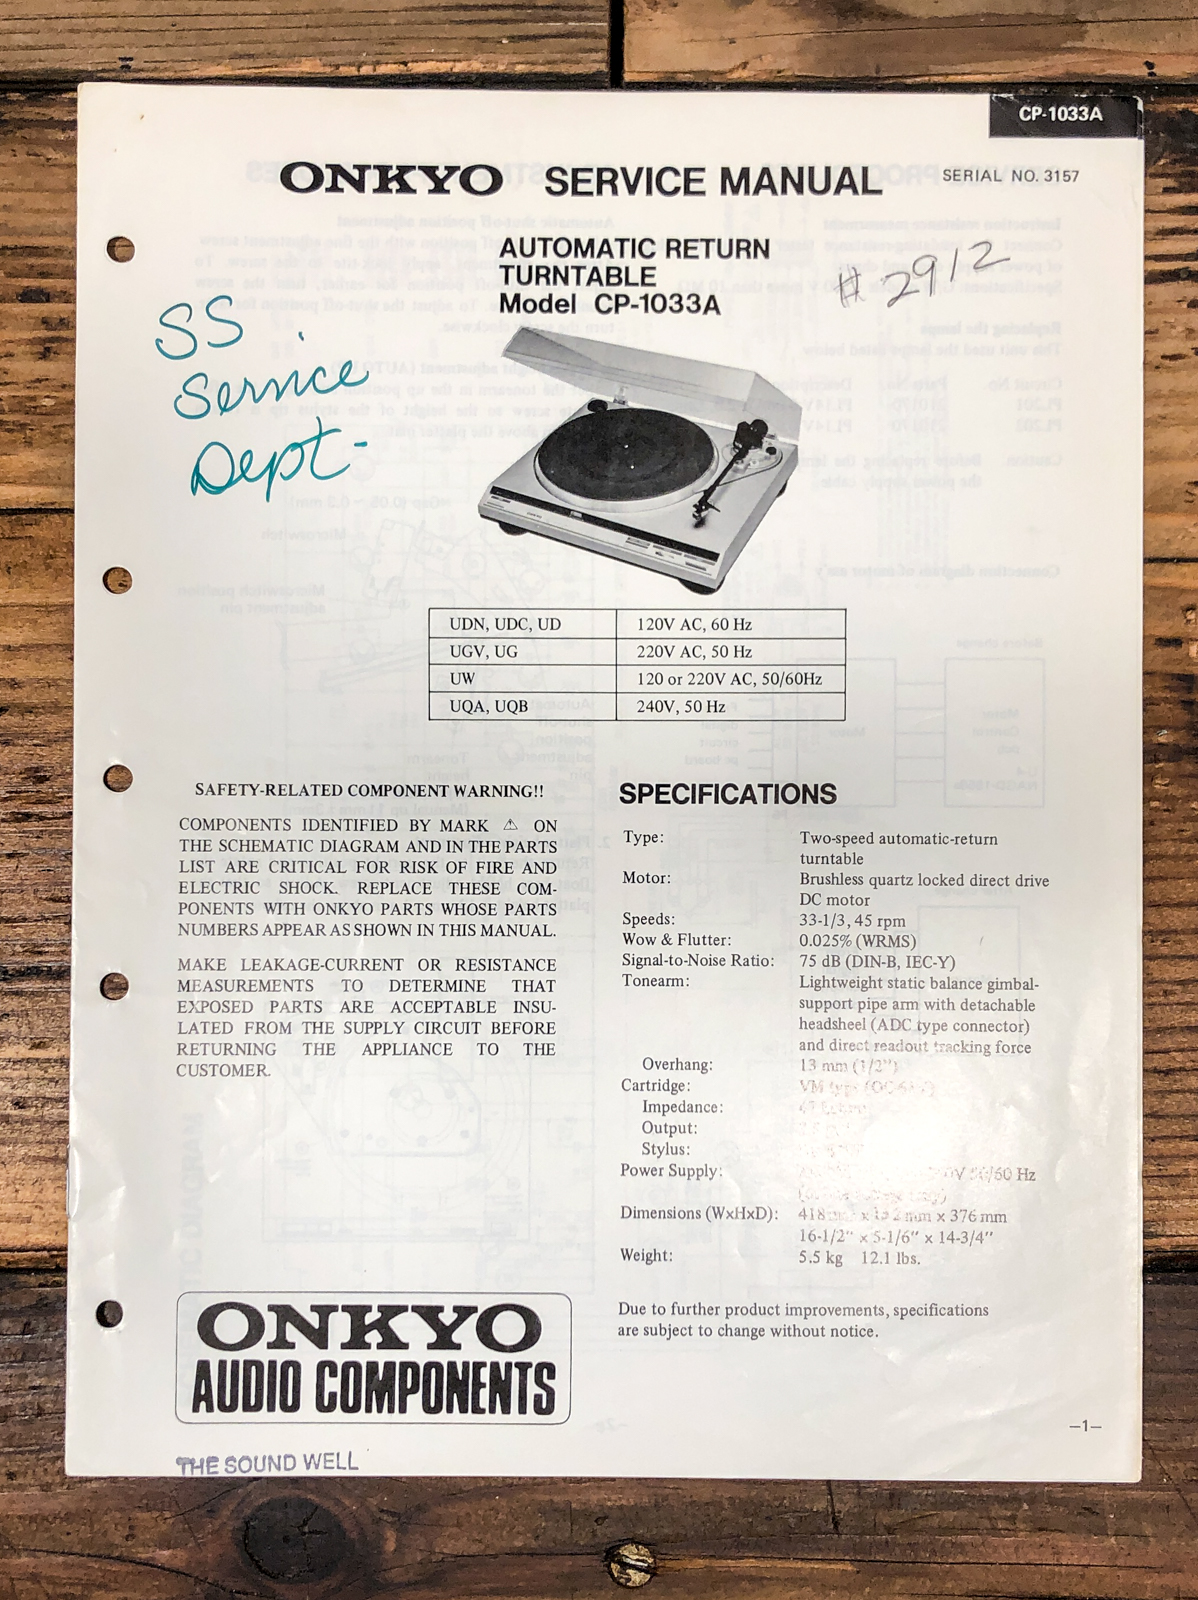 CP-1033A
ONKYO SERVICE MANUAL
SERIAL NO. 3157
AUTOMATIC RETURN
TURNTABLE
Model CP-1033A
#2912
SS
Service
Dept-
UDN, UDC, UD 120V AC, 60 Hz
UGV, UG 220V AC, 50 Hz
UW 120 or 220V AC, 50/60Hz
UQA, UQB 240V, 50 Hz
SAFETY-RELATED COMPONENT WARNING!!
COMPONENTS IDENTIFIED BY MARK ⚠ ON
THE SCHEMATIC DIAGRAM AND IN THE PARTS
LIST ARE CRITICAL FOR RISK OF FIRE AND
ELECTRIC SHOCK. REPLACE THESE COM-
PONENTS WITH ONKYO PARTS WHOSE PARTS
NUMBERS APPEAR AS SHOWN IN THIS MANUAL.
MAKE LEAKAGE-CURRENT OR RESISTANCE
MEASUREMENTS TO DETERMINE THAT
EXPOSED PARTS ARE ACCEPTABLE INSU-
LATED FROM THE SUPPLY CIRCUIT BEFORE
RETURNING THE APPLIANCE TO THE
CUSTOMER.
SPECIFICATIONS
Type: Two-speed automatic-return
turntable
Motor: Brushless quartz locked direct drive
DC motor
Speeds: 33-1/3, 45 rpm
Wow & Flutter: 0.025% (WRMS)
Signal-to-Noise Ratio: 75 dB (DIN-B, IEC-Y)
Tonearm: Lightweight static balance gimbal-
support pipe arm with detachable
headsheel (ADC type connector)
and direct readout tracking force
Overhang: 13 mm (1/2")
Cartridge: VM type
Impedance:
Output:
Stylus:
Power Supply: 50/60 Hz
Dimensions (WxHxD): 418 x mm x 376 mm
16-1/2" x 5-1/6" x 14-3/4"
Weight: 5.5 kg 12.1 lbs.
Due to further product improvements, specifications
are subject to change without notice.
ONKYO
AUDIO COMPONENTS
—1—
THE SOUND WELL